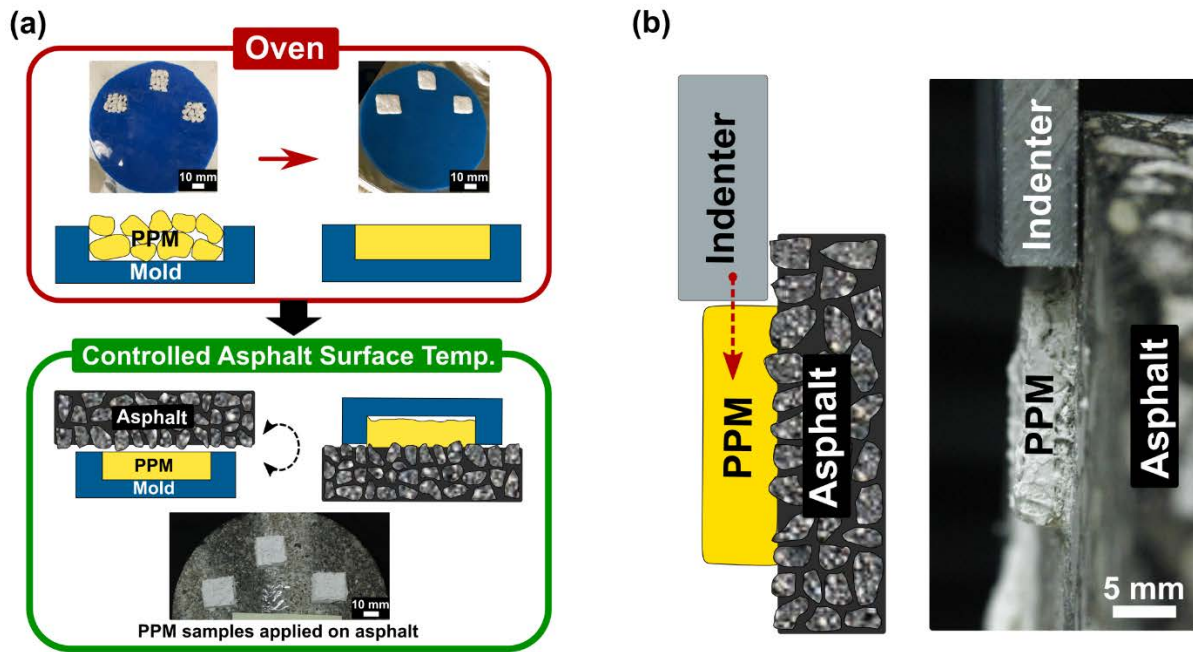 (a)
Oven
10 mm
10 mm
PPM
Mold
Controlled Asphalt Surface Temp.
Asphalt
PPM
Mold
10 mm
PPM samples applied on asphalt
(b)
Indenter
PPM
Asphalt
Indenter
PPM
Asphalt
5 mm